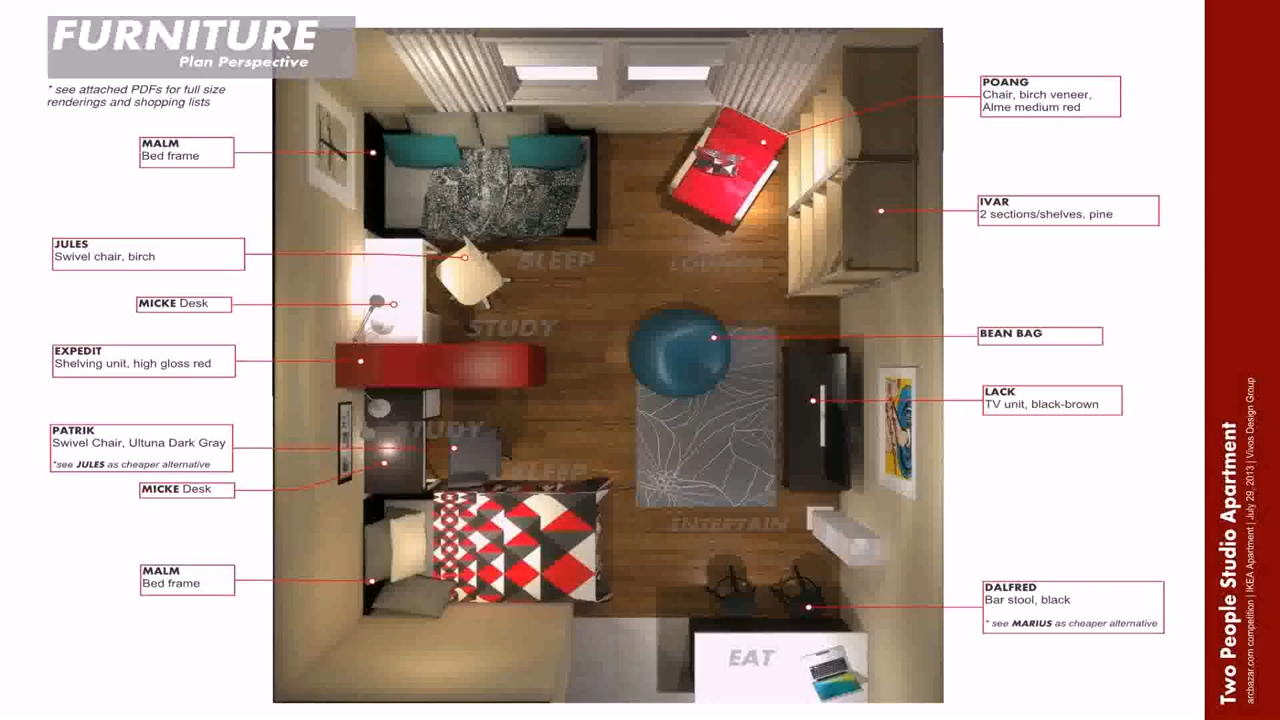 FURNITURE
Plan Perspective
* see attached PDFs for full size
renderings and shopping lists
MALM
Bed frame
JULES
Swivel chair, birch
MICKE Desk
EXPEDIT
Shelving unit, high gloss red
PATRIK
Swivel Chair, Ultuna Dark Gray
*see JULES as cheaper alternative
MICKE Desk
MALM
Bed frame
SLEEP
LOUNGE
STUDY
STUDY
SLEEP
ENTERTAIN
EAT
POANG
Chair, birch veneer,
Alme medium red
IVAR
2 sections/shelves, pine
BEAN BAG
LACK
TV unit, black-brown
DALFRED
Bar stool, black
* see MARIUS as cheaper alternative
Two People Studio Apartment
arcbazar.com competition | IKEA Apartment | July 29, 2013 | Vivos Design Group